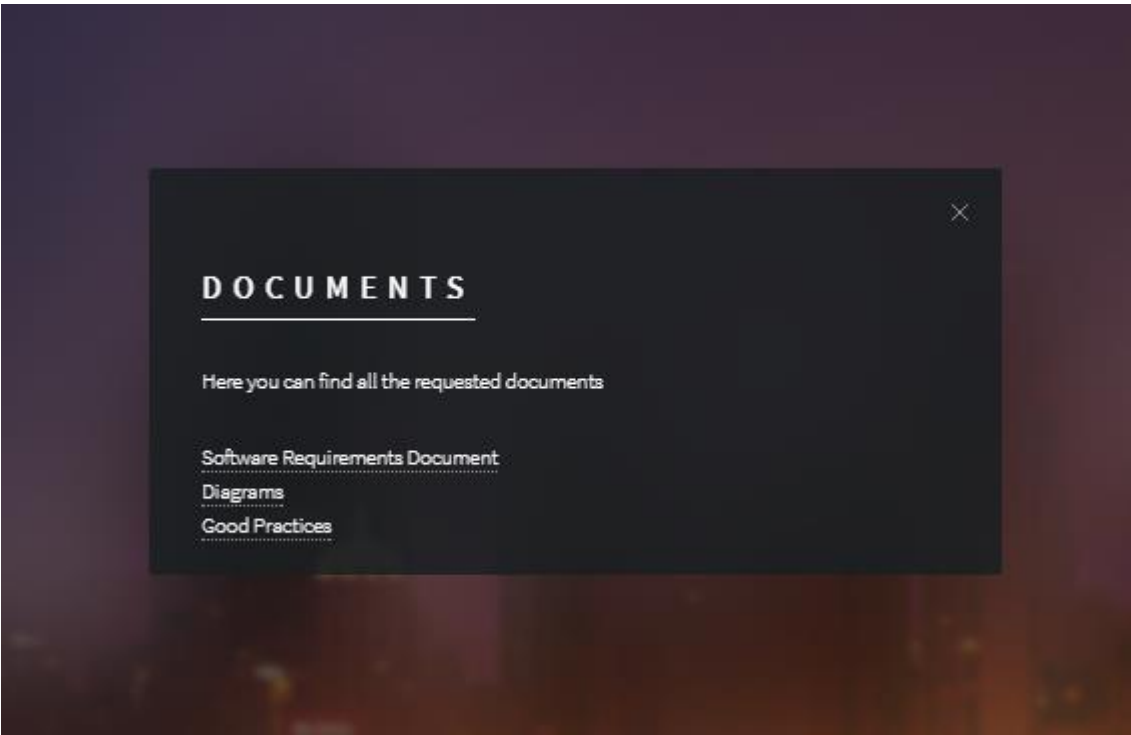 DOCUMENTS
Here you can find all the requested documents
Software Requirements Document
Diagrams
Good Practices